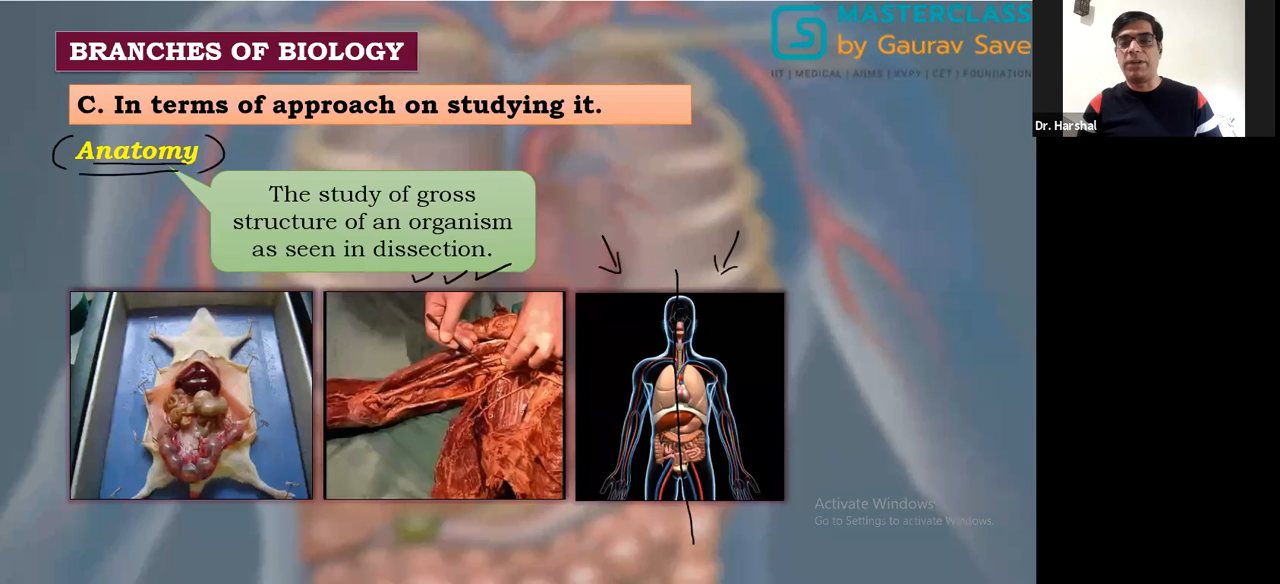 MASTERCLASS
by Gaurav Save
IIT | MEDICAL | AIIMS | KVPY | CET | FOUNDATION
BRANCHES OF BIOLOGY
C. In terms of approach on studying it.
Anatomy
The study of gross
structure of an organism
as seen in dissection.
Dr. Harshal
Activate Windows
Go to Settings to activate Windows.